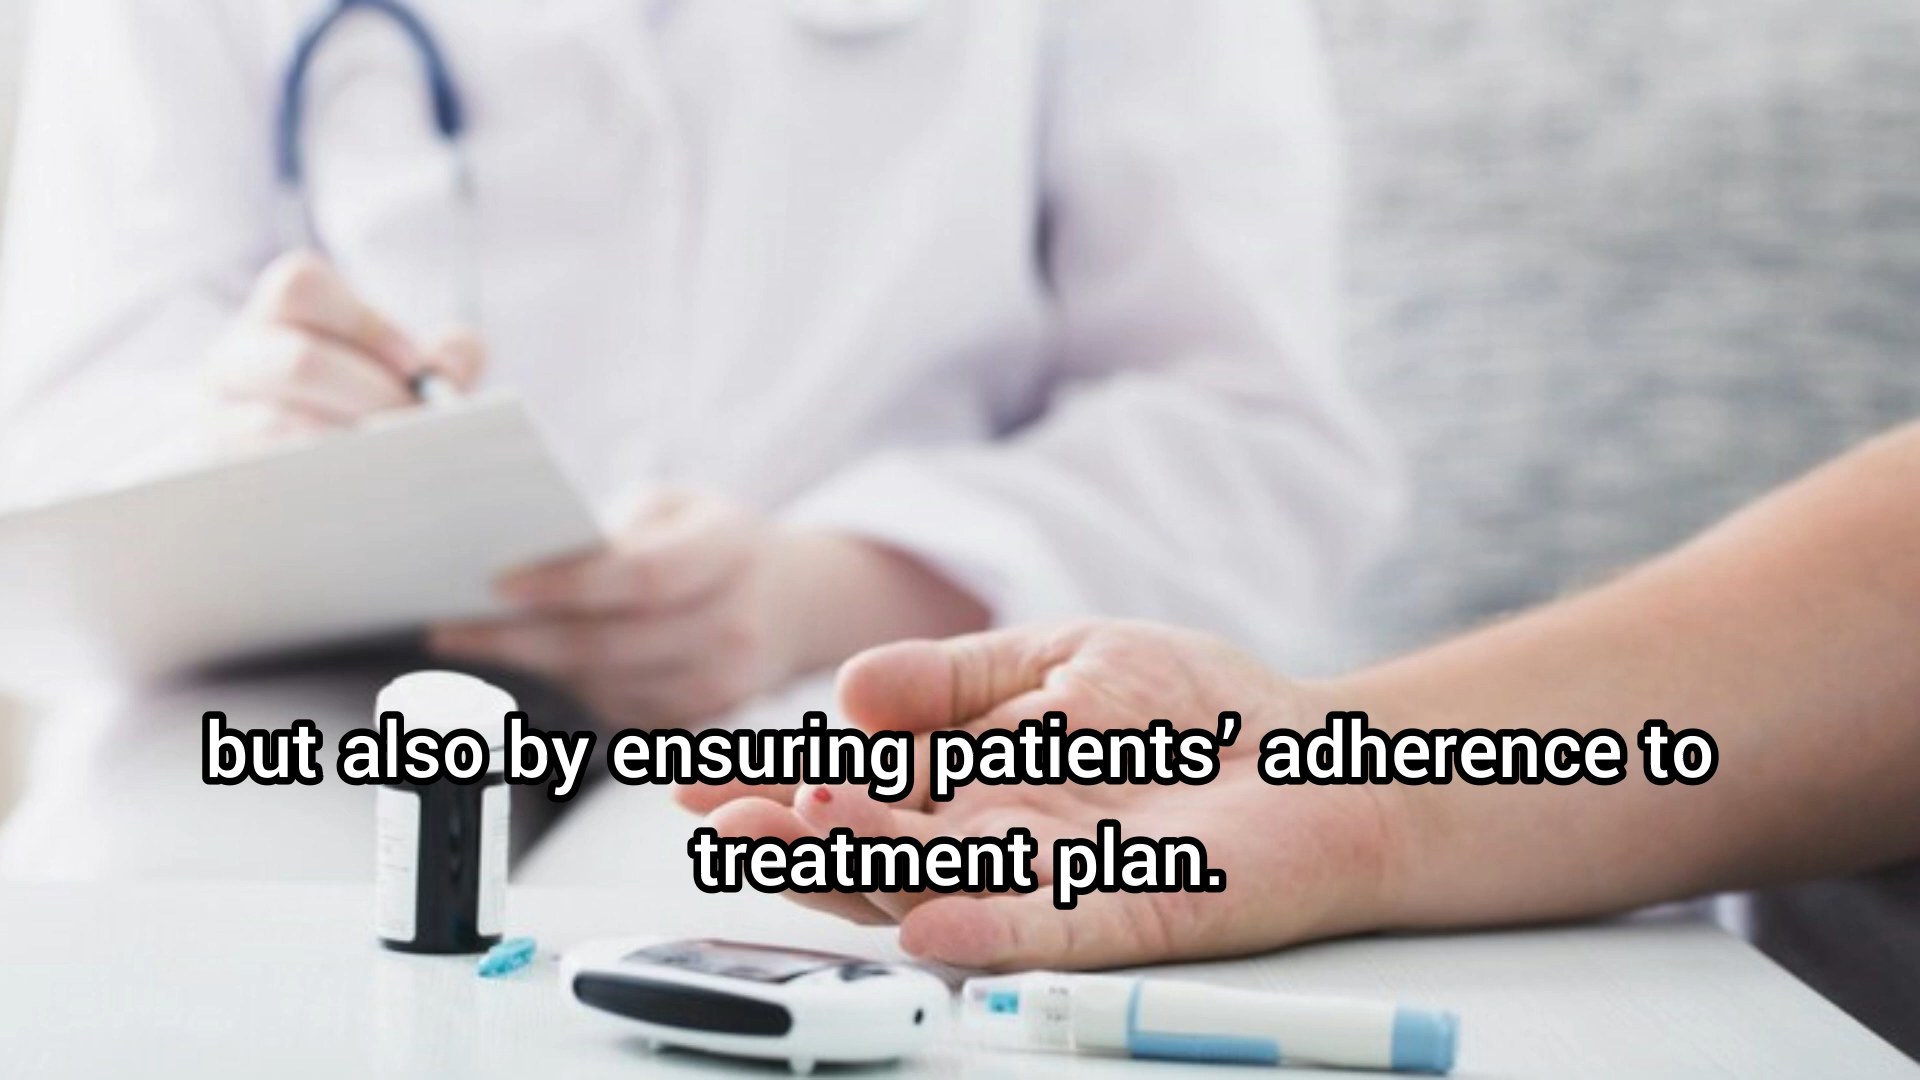 but also by ensuring patients’ adherence to
treatment plan.